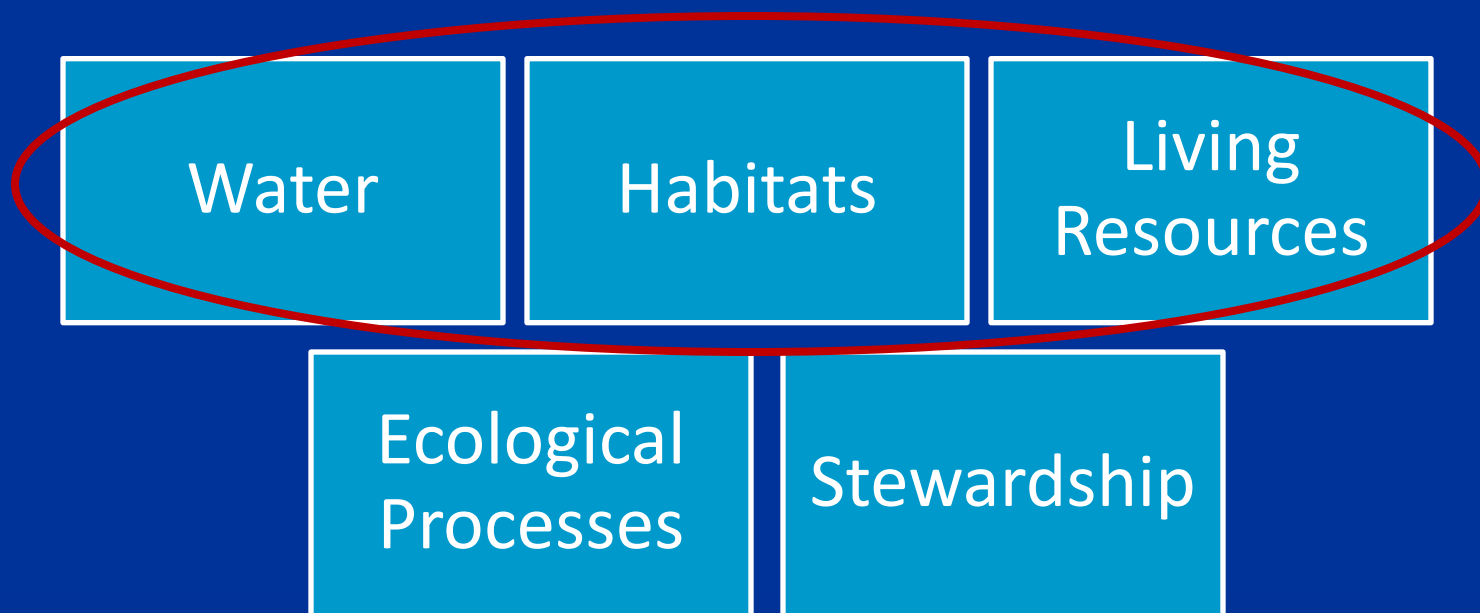 Water
Habitats
Living
Resources
Ecological
Processes
Stewardship